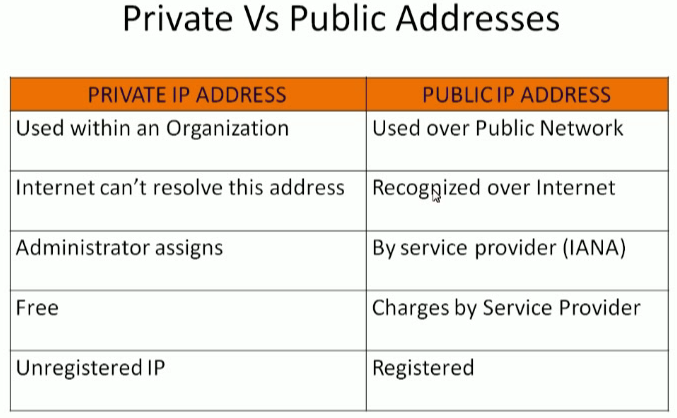 Private Vs Public Addresses
PRIVATE IP ADDRESS
PUBLIC IP ADDRESS
Used within an Organization
Used over Public Network
Internet can't resolve this address
Recognized over Internet
Administrator assigns
By service provider (IANA)
Free
Charges by Service Provider
Unregistered IP
Registered